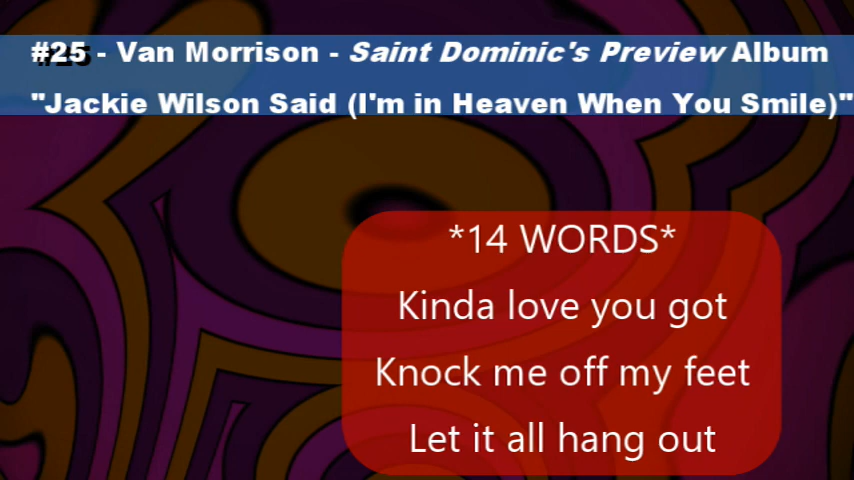 #25 - Van Morrison - Saint Dominic's Preview Album
"Jackie Wilson Said (I'm in Heaven When You Smile)"
*14 WORDS*
Kinda love you got
Knock me off my feet
Let it all hang out